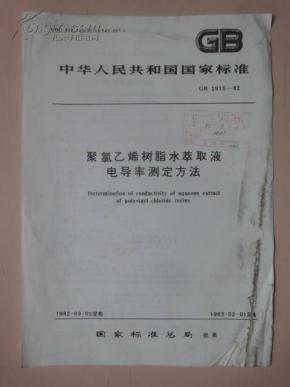 GB
中华人民共和国国家标准
GB 2915—82
聚氯乙烯树脂水萃取液
电导率测定方法
Determination of conductivity of aqueous extract
of polyvinyl chloride resins
1982-03-02发布
1983-02-01实施
国家标准总局 批准